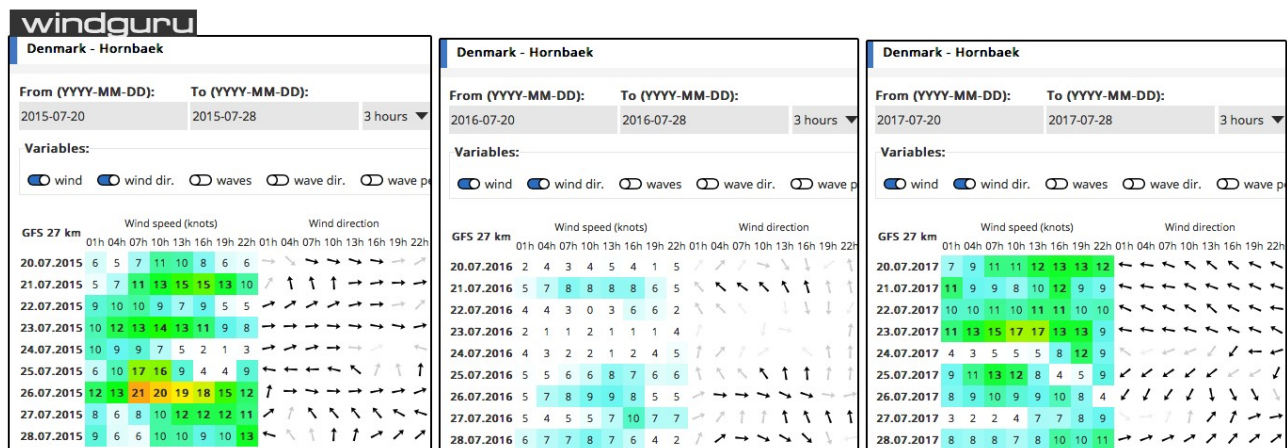 windguru
Denmark - Hornbaek
From (YYYY-MM-DD): To (YYYY-MM-DD):
2015-07-20 2015-07-28 3 hours
Variables:
wind wind dir. waves wave dir. wave pe
Wind speed (knots) Wind direction
GFS 27 km
01h 04h 07h 10h 13h 16h 19h 22h 01h 04h 07h 10h 13h 16h 19h 22h
20.07.2015 6 5 7 11 10 8 6 6
21.07.2015 5 7 11 13 15 15 13 10
22.07.2015 9 10 10 9 7 9 5 5
23.07.2015 10 12 13 14 13 11 9 8
24.07.2015 10 9 9 7 5 2 1 3
25.07.2015 6 10 17 16 9 4 4 9
26.07.2015 12 13 21 20 19 18 15 12
27.07.2015 8 6 8 10 12 12 12 11
28.07.2015 9 6 6 10 10 9 10 13
Denmark - Hornbaek
From (YYYY-MM-DD): To (YYYY-MM-DD):
2016-07-20 2016-07-28 3 hours
Variables:
wind wind dir. waves wave dir. wave p
Wind speed (knots) Wind direction
GFS 27 km
01h 04h 07h 10h 13h 16h 19h 22h 01h 04h 07h 10h 13h 16h 19h 22h
20.07.2016 2 4 3 4 5 4 1 5
21.07.2016 5 7 8 8 8 8 6 5
22.07.2016 4 4 3 0 3 6 6 2
23.07.2016 2 1 1 2 1 1 1 4
24.07.2016 4 3 2 2 1 2 4 5
25.07.2016 5 5 6 6 8 7 6 6
26.07.2016 5 7 8 9 9 8 5 5
27.07.2016 5 4 5 5 7 10 7 7
28.07.2016 6 7 7 8 7 6 4 2
Denmark - Hornbaek
From (YYYY-MM-DD): To (YYYY-MM-DD):
2017-07-20 2017-07-28 3 hours
Variables:
wind wind dir. waves wave dir. wave p
Wind speed (knots) Wind direction
GFS 27 km
01h 04h 07h 10h 13h 16h 19h 22h 01h 04h 07h 10h 13h 16h 19h 22h
20.07.2017 7 9 11 11 12 13 13 12
21.07.2017 11 9 9 8 10 12 9 9
22.07.2017 10 10 11 10 11 11 10 10
23.07.2017 11 13 15 17 17 13 13 9
24.07.2017 4 3 5 5 5 8 12 9
25.07.2017 9 11 13 12 8 4 5 9
26.07.2017 8 9 10 9 9 10 8 4
27.07.2017 3 2 2 4 7 7 8 9
28.07.2017 8 8 8 7 8 10 10 11